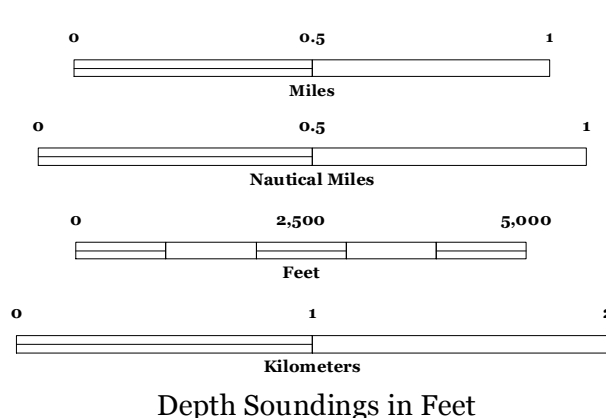 0 0.5 1
Miles
0 0.5 1
Nautical Miles
0 2,500 5,000
Feet
0 1 2
Kilometers
Depth Soundings in Feet